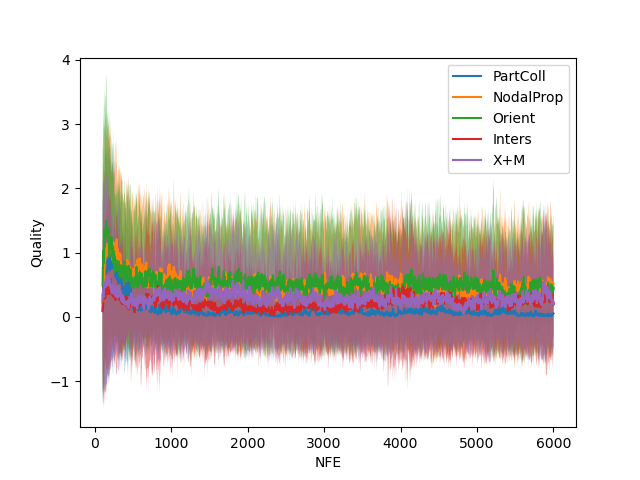 4
3
2
1
0
−1
Quality
0
1000
2000
3000
4000
5000
6000
NFE
PartColl
NodalProp
Orient
Inters
X+M